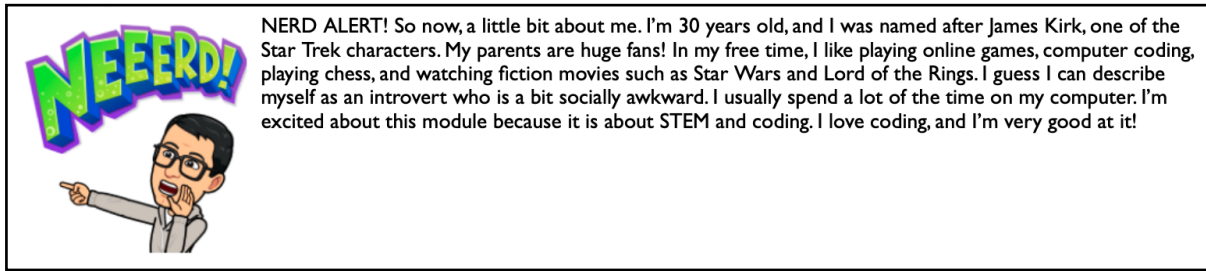 NEEERD!
NERD ALERT! So now, a little bit about me. I'm 30 years old, and I was named after James Kirk, one of the
Star Trek characters. My parents are huge fans! In my free time, I like playing online games, computer coding,
playing chess, and watching fiction movies such as Star Wars and Lord of the Rings. I guess I can describe
myself as an introvert who is a bit socially awkward. I usually spend a lot of the time on my computer. I'm
excited about this module because it is about STEM and coding. I love coding, and I'm very good at it!